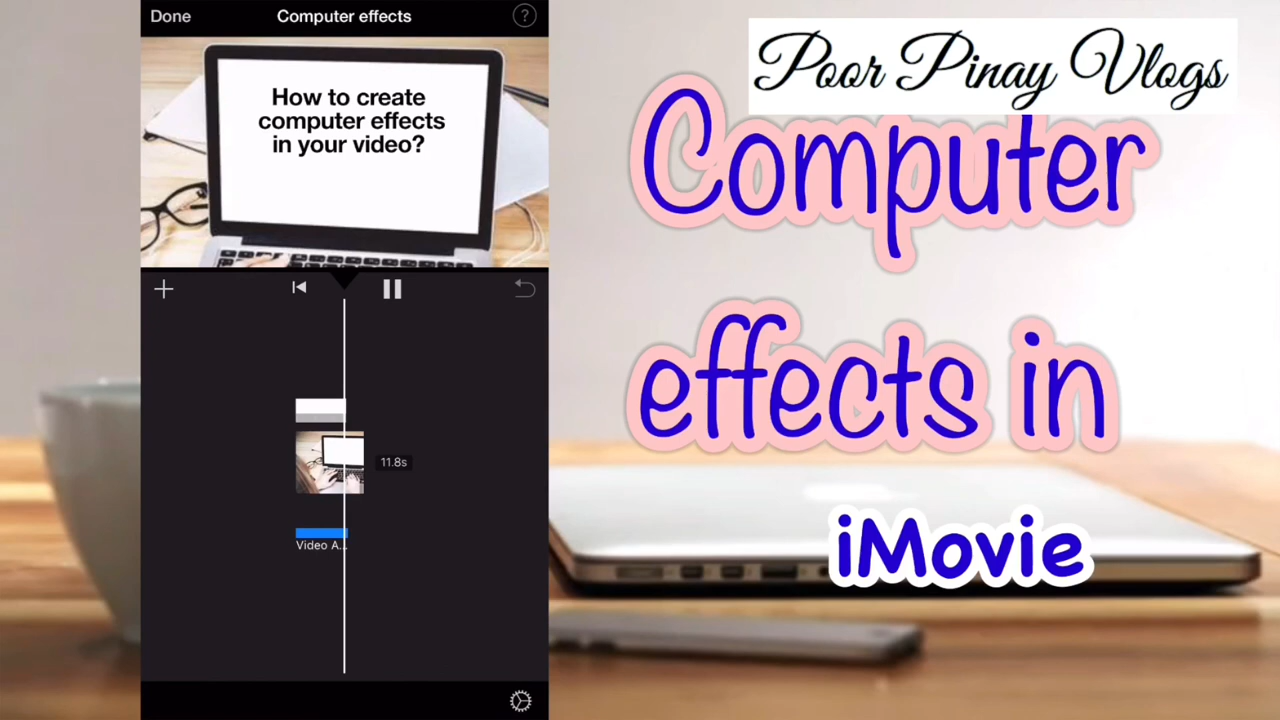 Done
Computer effects
?
How to create
computer effects
in your video?
11.8s
Video A...
Poor Pinay Vlogs
Computer
effects in
iMovie